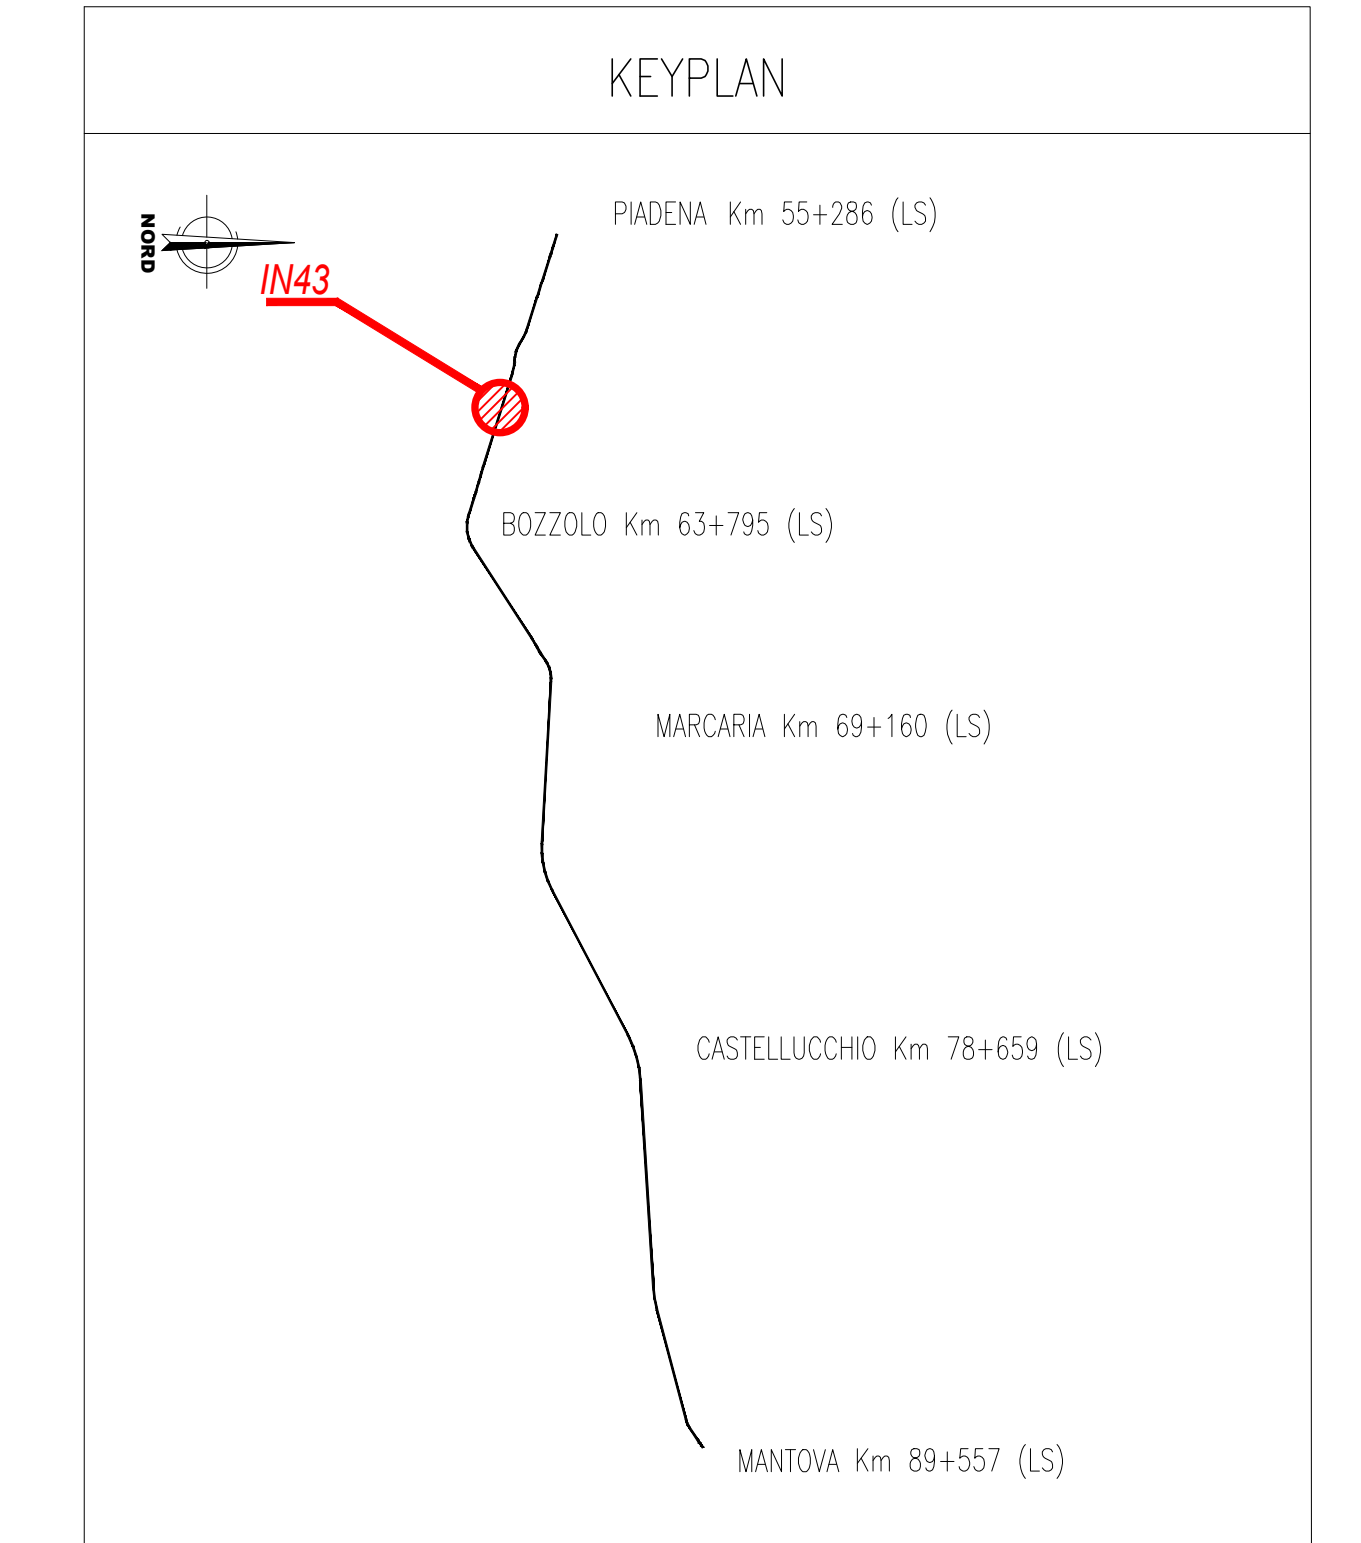 KEYPLAN
PIADENA Km 55+286 (LS)
NORD
IN43
BOZZOLO Km 63+795 (LS)
MARCARIA Km 69+160 (LS)
CASTELLUCCHIO Km 78+659 (LS)
MANTOVA Km 89+557 (LS)